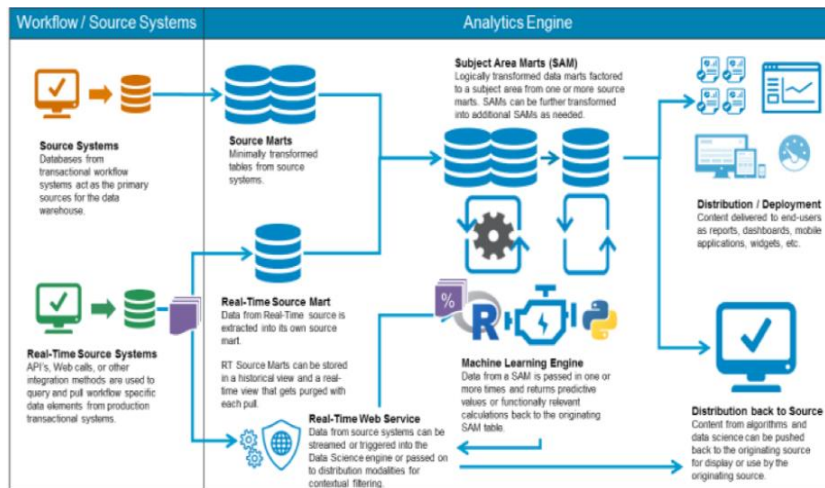 Workflow / Source Systems
Analytics Engine
Source Systems
Databases from
transactional workflow
systems act as the primary
sources for the data
warehouse.
Source Marts
Minimally transformed
tables from source
systems.
Subject Area Marts (SAM)
Logically transformed data marts factored
to a subject area from one or more source
marts. SAMs can be further transformed
into additional SAMs as needed.
Distribution / Deployment
Content delivered to end-users
as reports, dashboards, mobile
applications, widgets, etc.
Real-Time Source Systems
API's, Web calls, or other
integration methods are used to
query and pull workflow specific
data elements from production
transactional systems.
Real-Time Source Mart
Data from Real-Time source is
extracted into its own source
mart.
RT Source Marts can be stored
in a historical view and a real-
time view that gets purged with
each pull.
Real-Time Web Service
Data from source systems can be
streamed or triggered into the
Data Science engine or passed on
to distribution modalities for
contextual filtering.
%
R
Machine Learning Engine
Data from a SAM is passed in one or
more times and returns predictive
values or functionally relevant
calculations back to the originating
SAM table.
Distribution back to Source
Content from algorithms and
data science can be pushed
back to the originating source
for display or use by the
originating source.